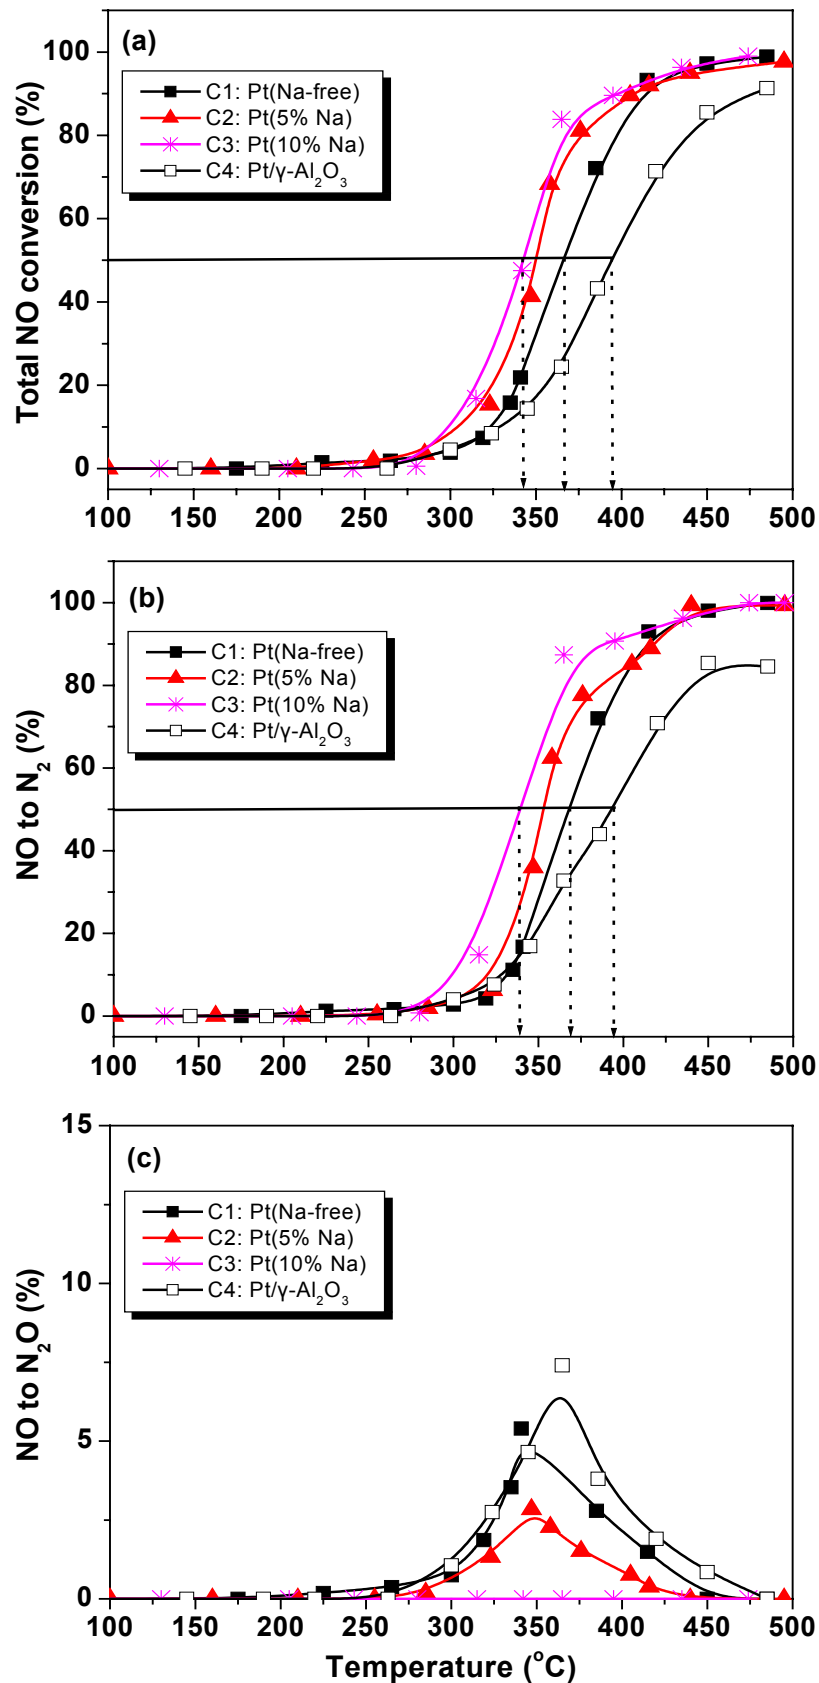 (a)
C1: Pt(Na-free)
C2: Pt(5% Na)
C3: Pt(10% Na)
C4: Pt/γ-Al₂O₃
Total NO conversion (%)
100
80
60
40
20
0
100 150 200 250 300 350 400 450 500
(b)
C1: Pt(Na-free)
C2: Pt(5% Na)
C3: Pt(10% Na)
C4: Pt/γ-Al₂O₃
NO to N₂ (%)
100
80
60
40
20
0
100 150 200 250 300 350 400 450 500
(c)
C1: Pt(Na-free)
C2: Pt(5% Na)
C3: Pt(10% Na)
C4: Pt/γ-Al₂O₃
NO to N₂O (%)
15
10
5
0
100 150 200 250 300 350 400 450 500
Temperature (°C)